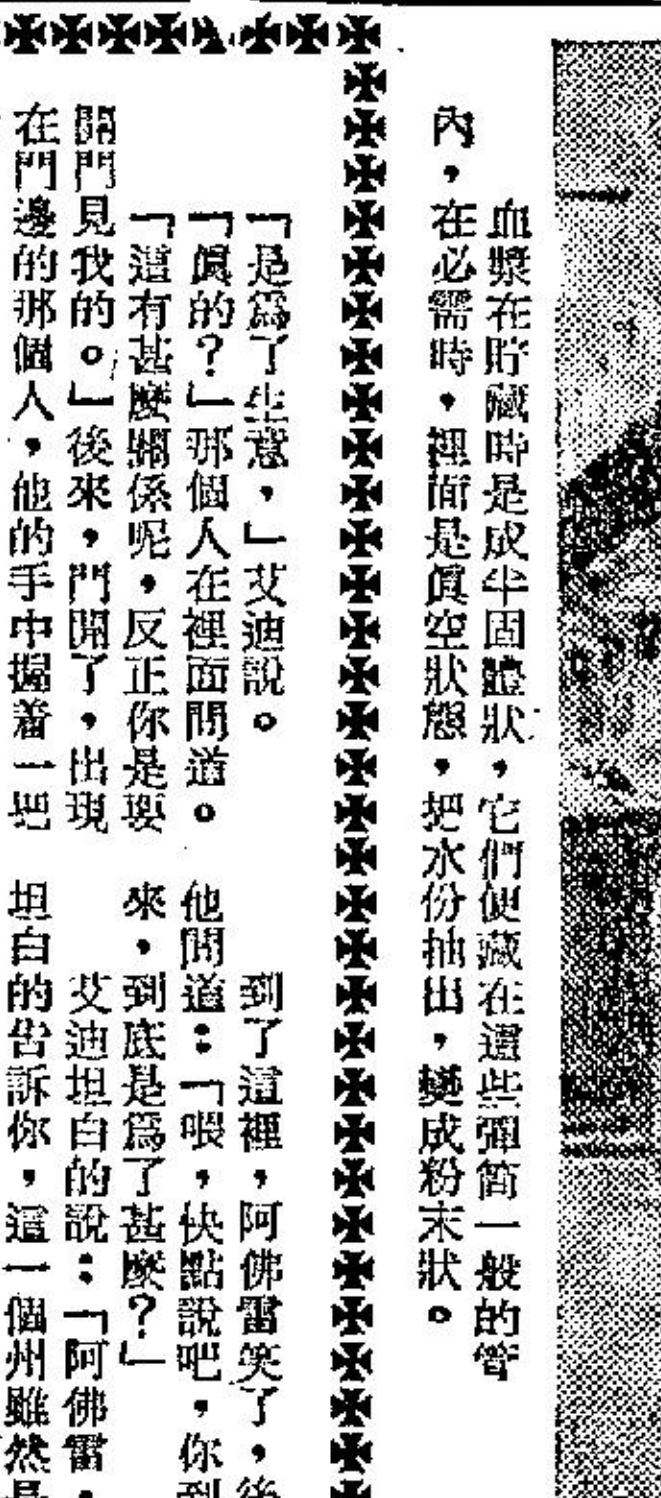 血漿在貯藏時是成半固體狀，它們便藏在這些彈筒一般的管
內，在必需時，裡面是眞空狀態，把水份抽出，變成粉末狀。
「是爲了生意，」艾迪說。
「眞的？」那個人在裡面問道。
「這有甚麼關係呢，反正你是要
開門見我的。」後來，門開了，出現
在門邊的那個人，他的手中握着一把
到了這裡，阿佛雷笑了，後
他問道：「喂，快點說吧，你到
來，到底是爲了甚麼？」
艾迪坦白的說：「阿佛雷，
坦白的告訴你，這一個州雖然是